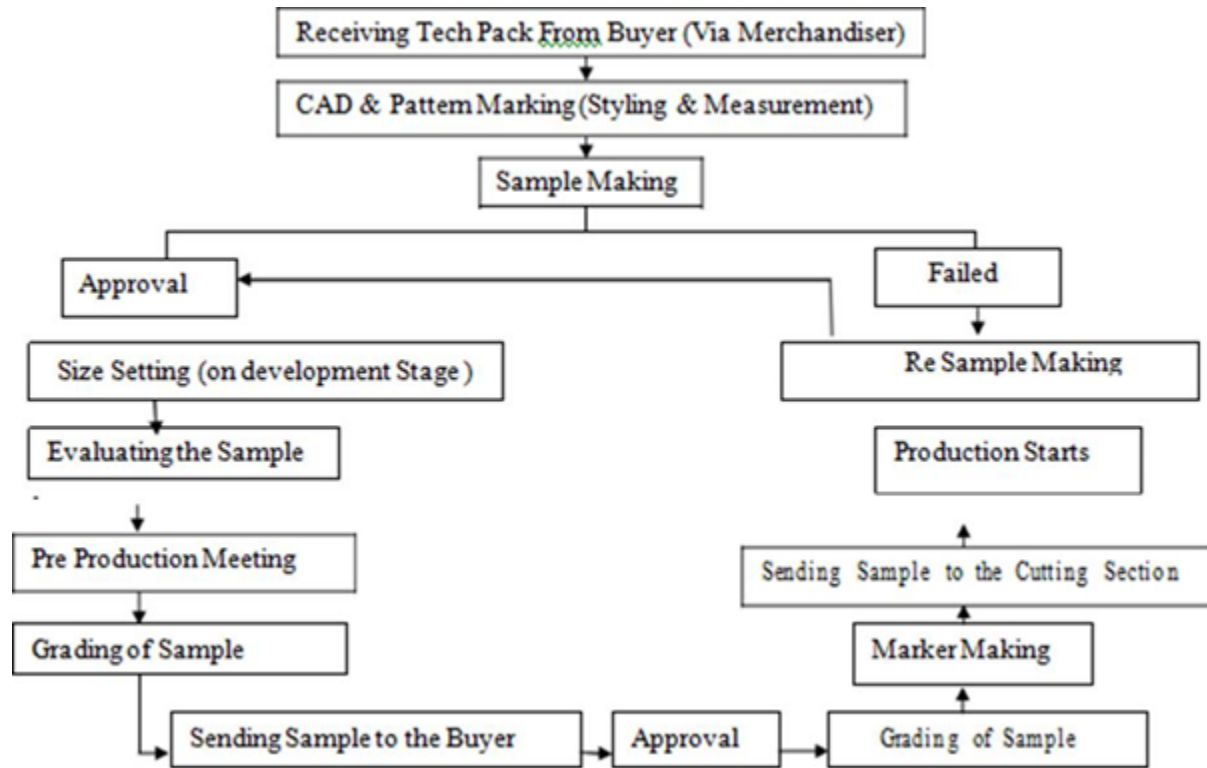 Receiving Tech Pack From Buyer (Via Merchandiser)
CAD & Pattem Marking (Styling & Measurement)
Sample Making
Approval
Failed
Size Setting (on development Stage )
Re Sample Making
Evaluating the Sample
Production Starts
Pre Production Meeting
Sending Sample to the Cutting Section
Grading of Sample
Marker Making
Sending Sample to the Buyer
Approval
Grading of Sample